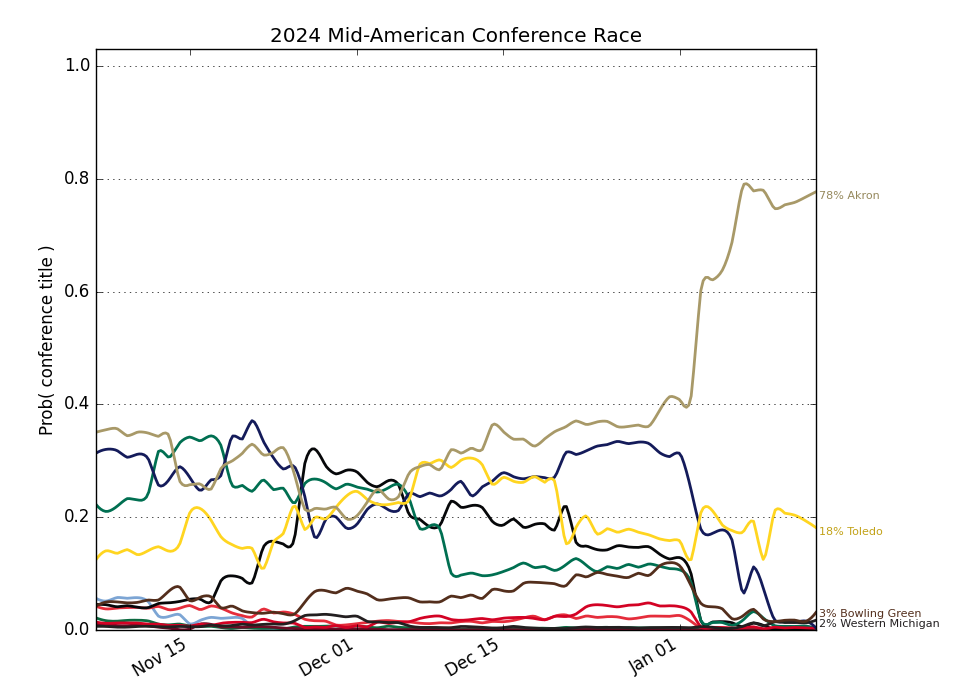 2024 Mid-American Conference Race
Prob( conference title )
1.0
0.8
0.6
0.4
0.2
0.0
Nov 15
Dec 01
Dec 15
Jan 01
78% Akron
18% Toledo
3% Bowling Green
2% Western Michigan